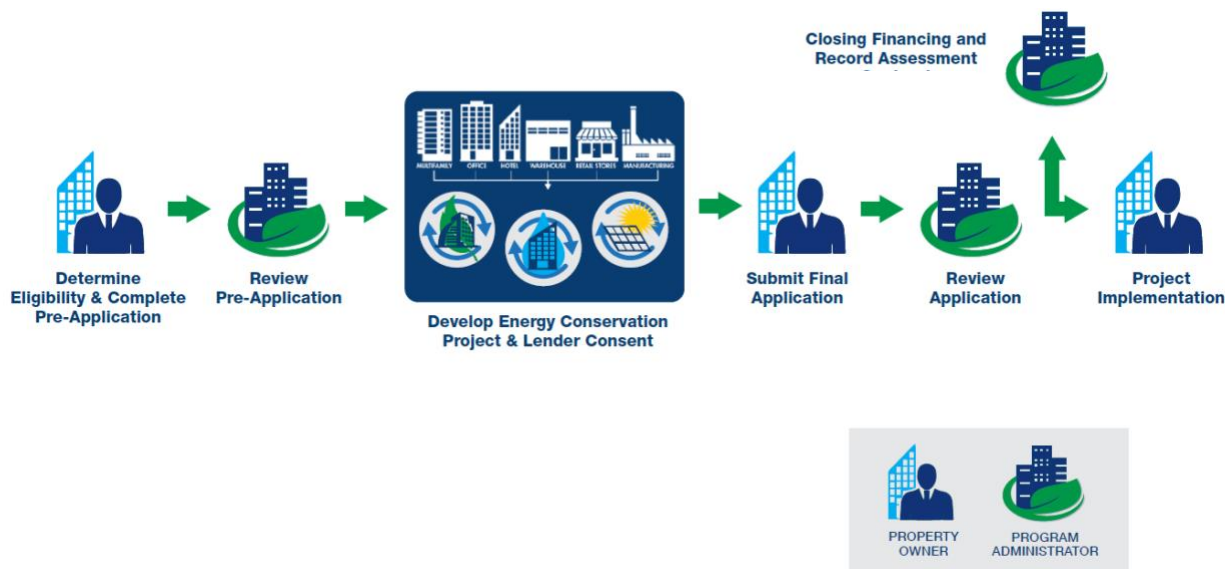 Closing Financing and
Record Assessment
MULTIFAMILY
OFFICE
HOTEL
WAREHOUSE
RETAIL STORES
MANUFACTURING
Determine
Eligibility & Complete
Pre-Application
Review
Pre-Application
Develop Energy Conservation
Project & Lender Consent
Submit Final
Application
Review
Application
Project
Implementation
PROPERTY
OWNER
PROGRAM
ADMINISTRATOR